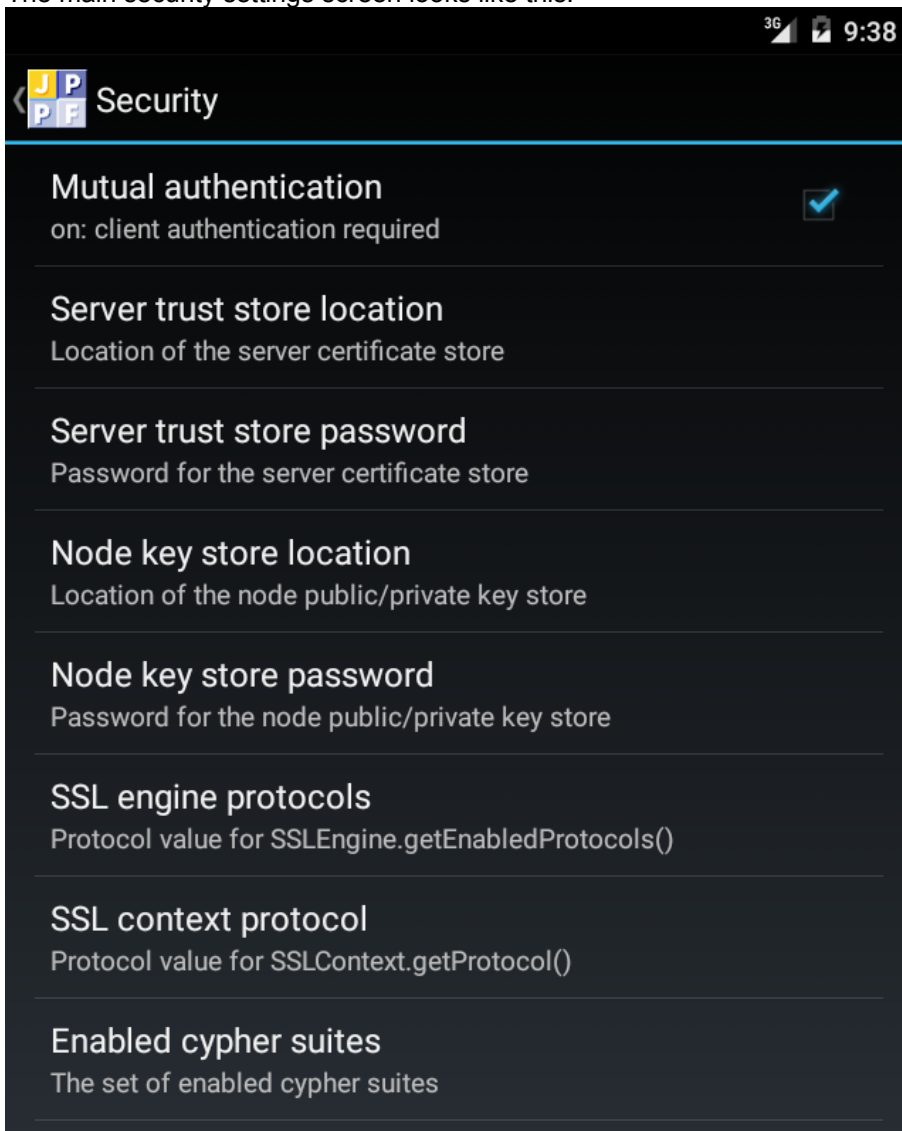 The main security settings screen looks like this:
3G 9:38
J P
P F
Security
Mutual authentication
on: client authentication required
Server trust store location
Location of the server certificate store
Server trust store password
Password for the server certificate store
Node key store location
Location of the node public/private key store
Node key store password
Password for the node public/private key store
SSL engine protocols
Protocol value for SSLEngine.getEnabledProtocols()
SSL context protocol
Protocol value for SSLContext.getProtocol()
Enabled cypher suites
The set of enabled cypher suites